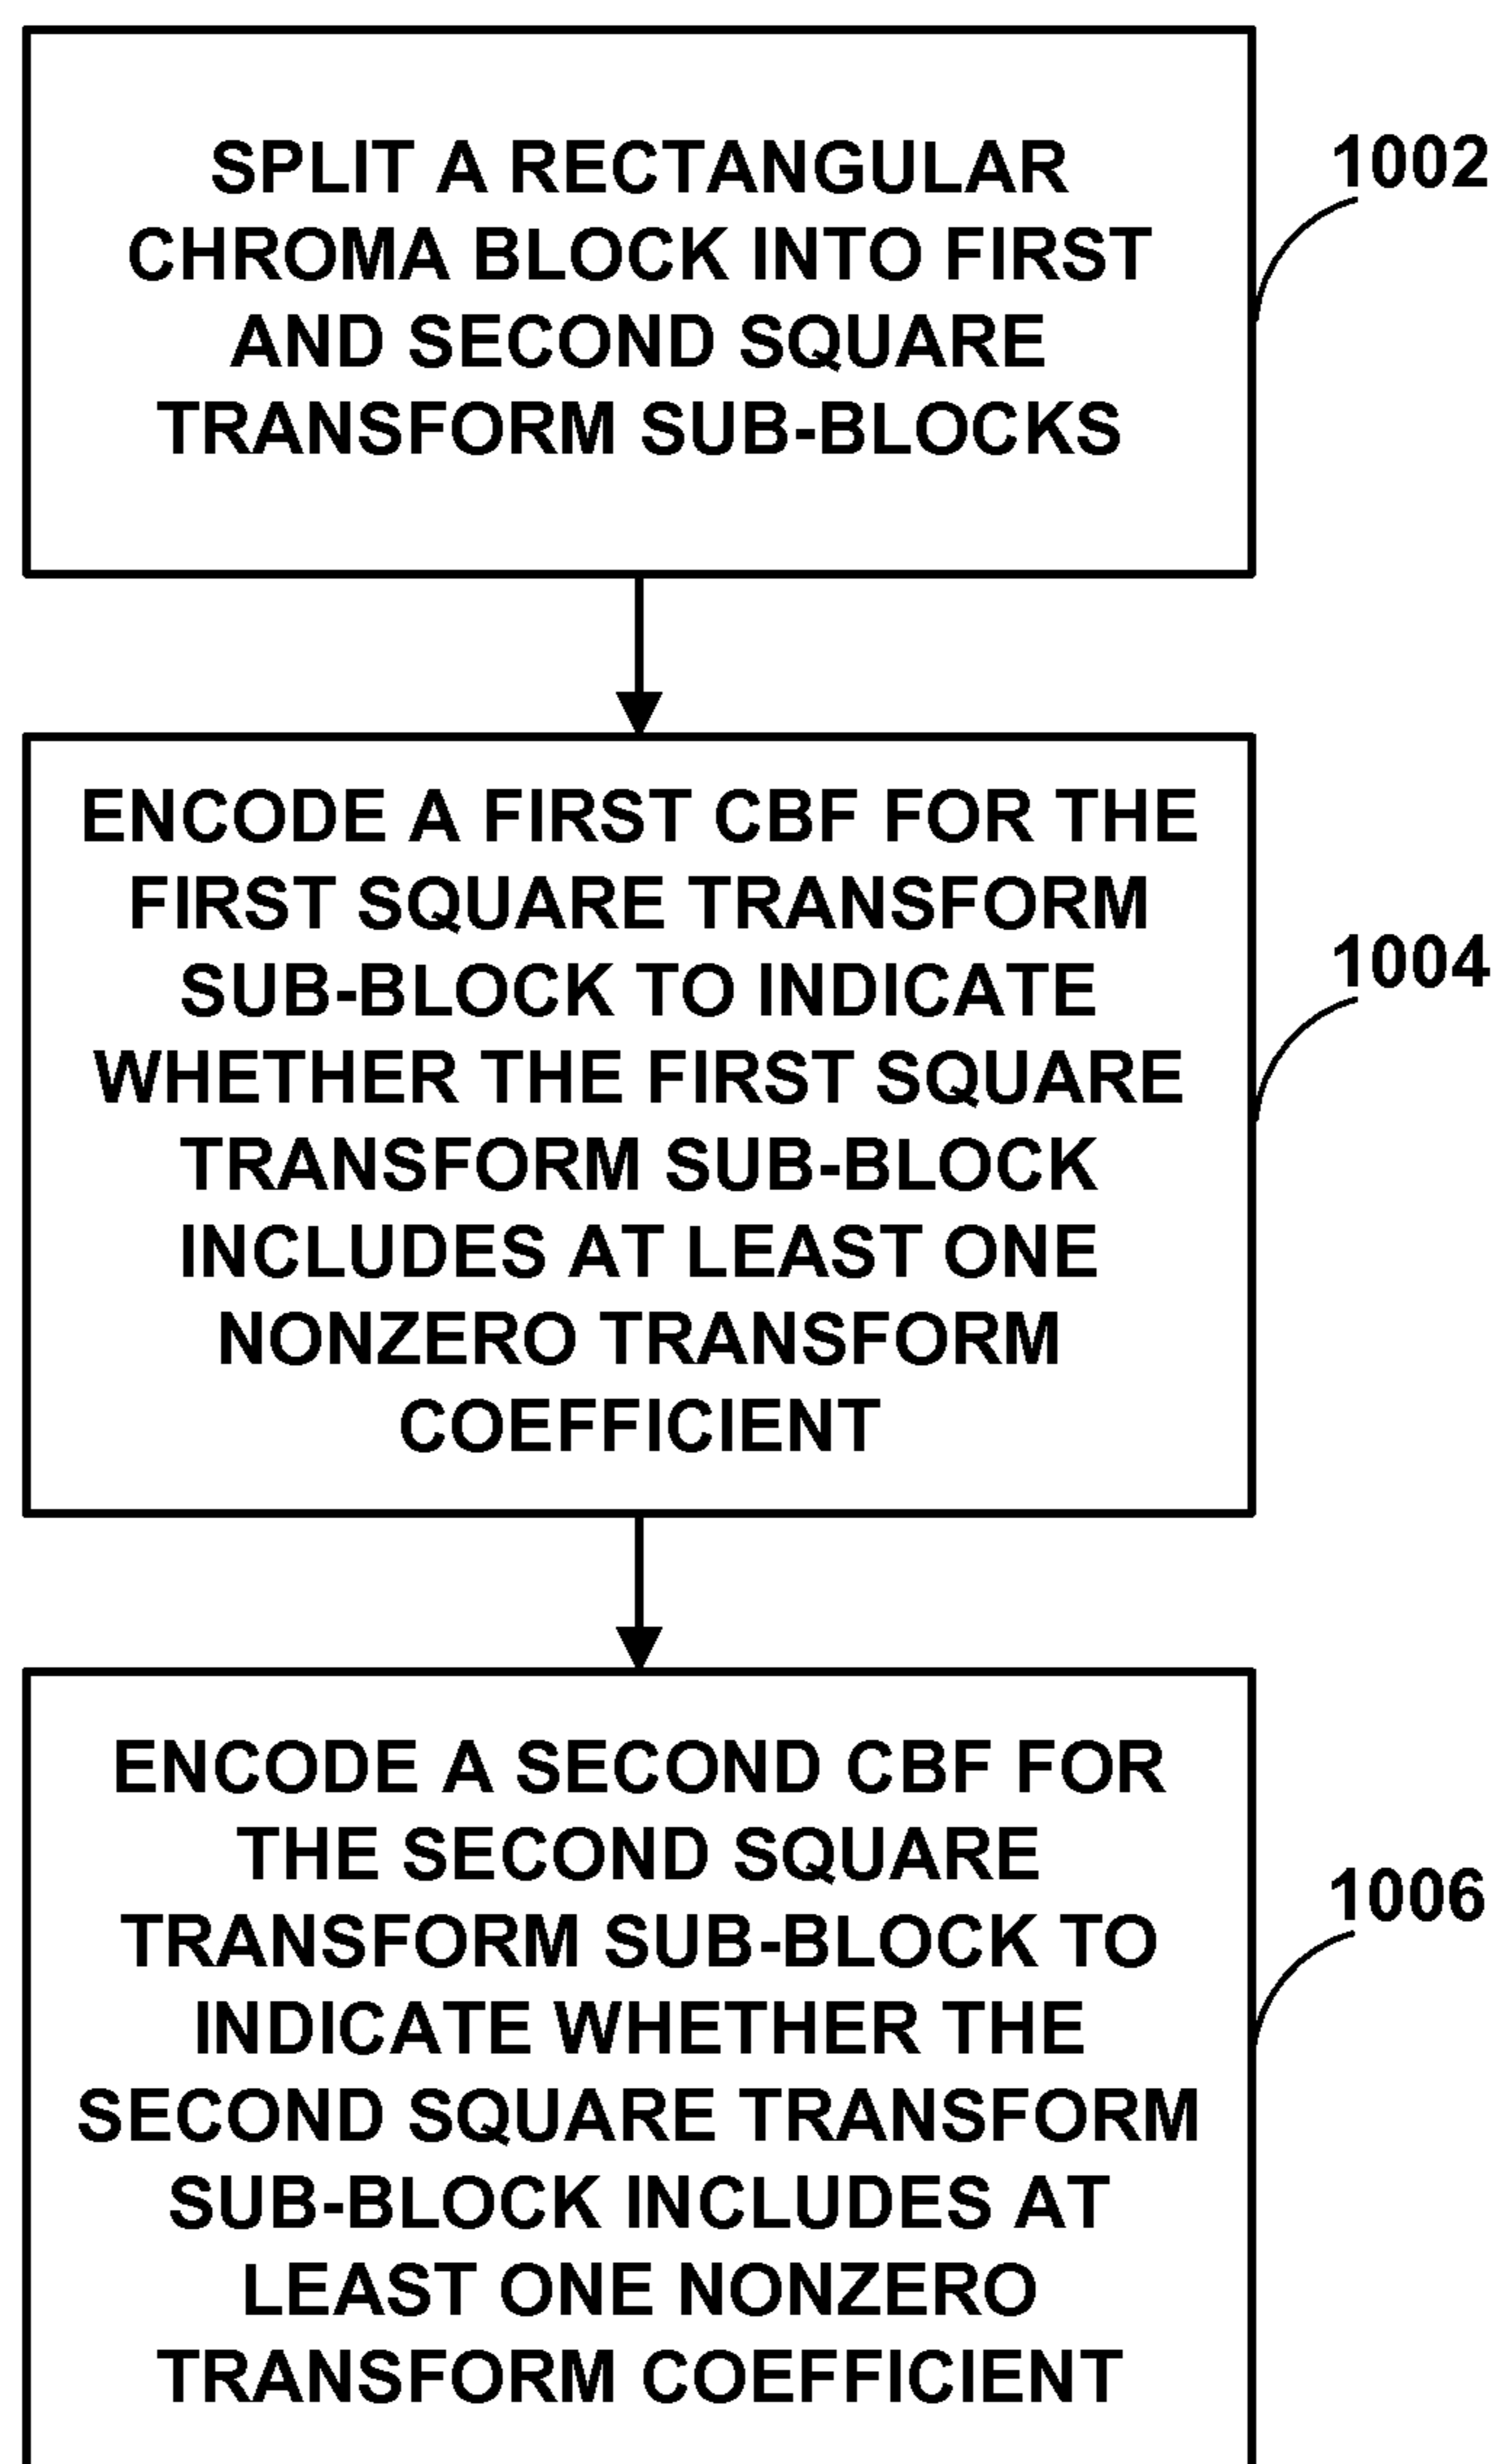 SPLIT A RECTANGULAR
CHROMA BLOCK INTO FIRST
AND SECOND SQUARE
TRANSFORM SUB-BLOCKS
1002
ENCODE A FIRST CBF FOR THE
FIRST SQUARE TRANSFORM
SUB-BLOCK TO INDICATE
WHETHER THE FIRST SQUARE
TRANSFORM SUB-BLOCK
INCLUDES AT LEAST ONE
NONZERO TRANSFORM
COEFFICIENT
1004
ENCODE A SECOND CBF FOR
THE SECOND SQUARE
TRANSFORM SUB-BLOCK TO
INDICATE WHETHER THE
SECOND SQUARE TRANSFORM
SUB-BLOCK INCLUDES AT
LEAST ONE NONZERO
TRANSFORM COEFFICIENT
1006